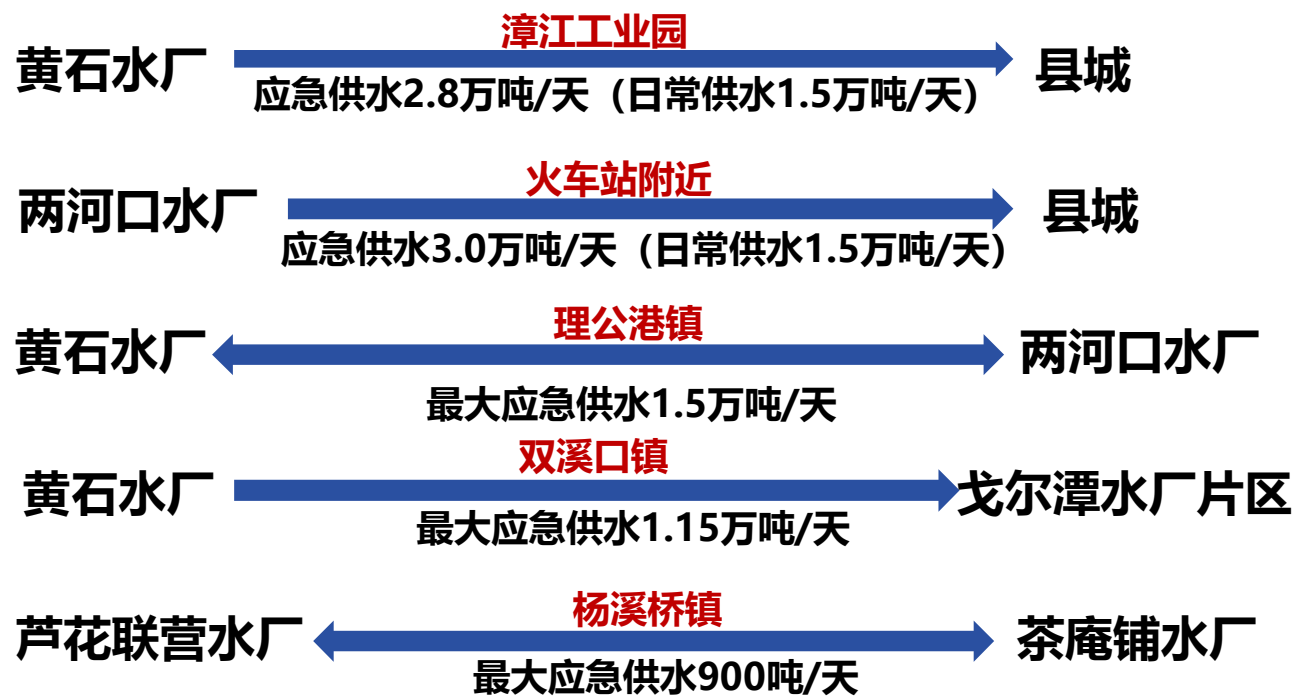 漳江工业园
黄石水厂
县城
应急供水2.8万吨/天（日常供水1.5万吨/天）
火车站附近
两河口水厂
县城
应急供水3.0万吨/天（日常供水1.5万吨/天）
理公港镇
黄石水厂
两河口水厂
最大应急供水1.5万吨/天
双溪口镇
黄石水厂
戈尔潭水厂片区
最大应急供水1.15万吨/天
杨溪桥镇
芦花联营水厂
茶庵铺水厂
最大应急供水900吨/天